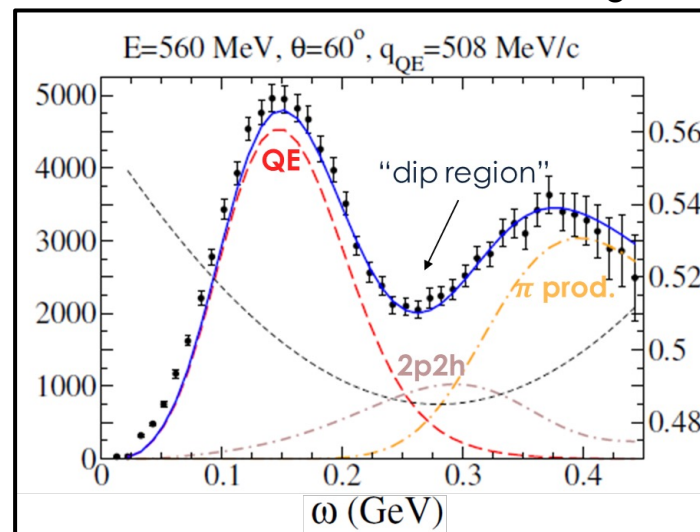 E=560 MeV, θ=60°, q_QE=508 MeV/c
5000
4000
3000
2000
1000
0
0.56
0.54
0.52
0.5
0.48
QE
“dip region”
π prod.
2p2h
0 0.1 0.2 0.3 0.4
ω (GeV)